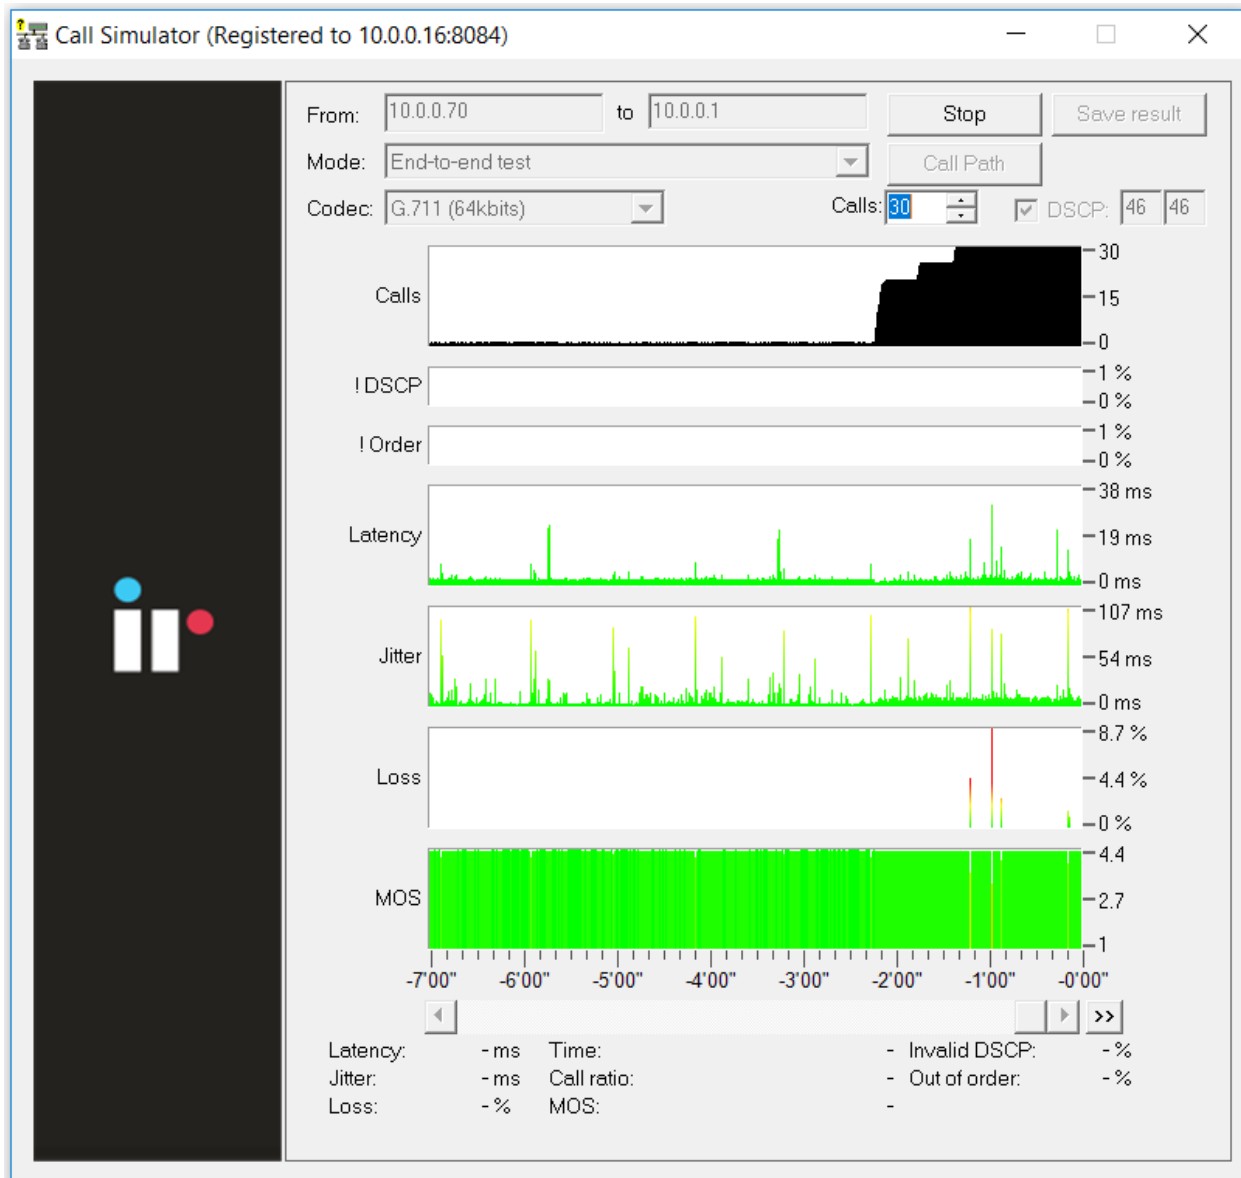 Call Simulator (Registered to 10.0.0.16:8084)
From: 10.0.0.70 to 10.0.0.1 Stop Save result
Mode: End-to-end test Call Path
Codec: G.711 (64kbits) Calls: 30 DSCP: 46 46
Calls 30 15 0
! DSCP 1 % 0 %
! Order 1 % 0 %
Latency 38 ms 19 ms 0 ms
Jitter 107 ms 54 ms 0 ms
Loss 8.7 % 4.4 % 0 %
MOS 4.4 2.7 1
-7'00" -6'00" -5'00" -4'00" -3'00" -2'00" -1'00" -0'00"
>>
Latency: - ms Time: - Invalid DSCP: - %
Jitter: - ms Call ratio: - Out of order: - %
Loss: - % MOS: -